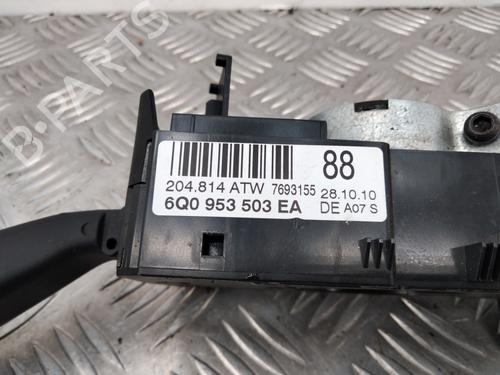 88
204.814 ATW 7693155 28.10.10
6Q0 953 503 EA DE A07 S
B-PARTS